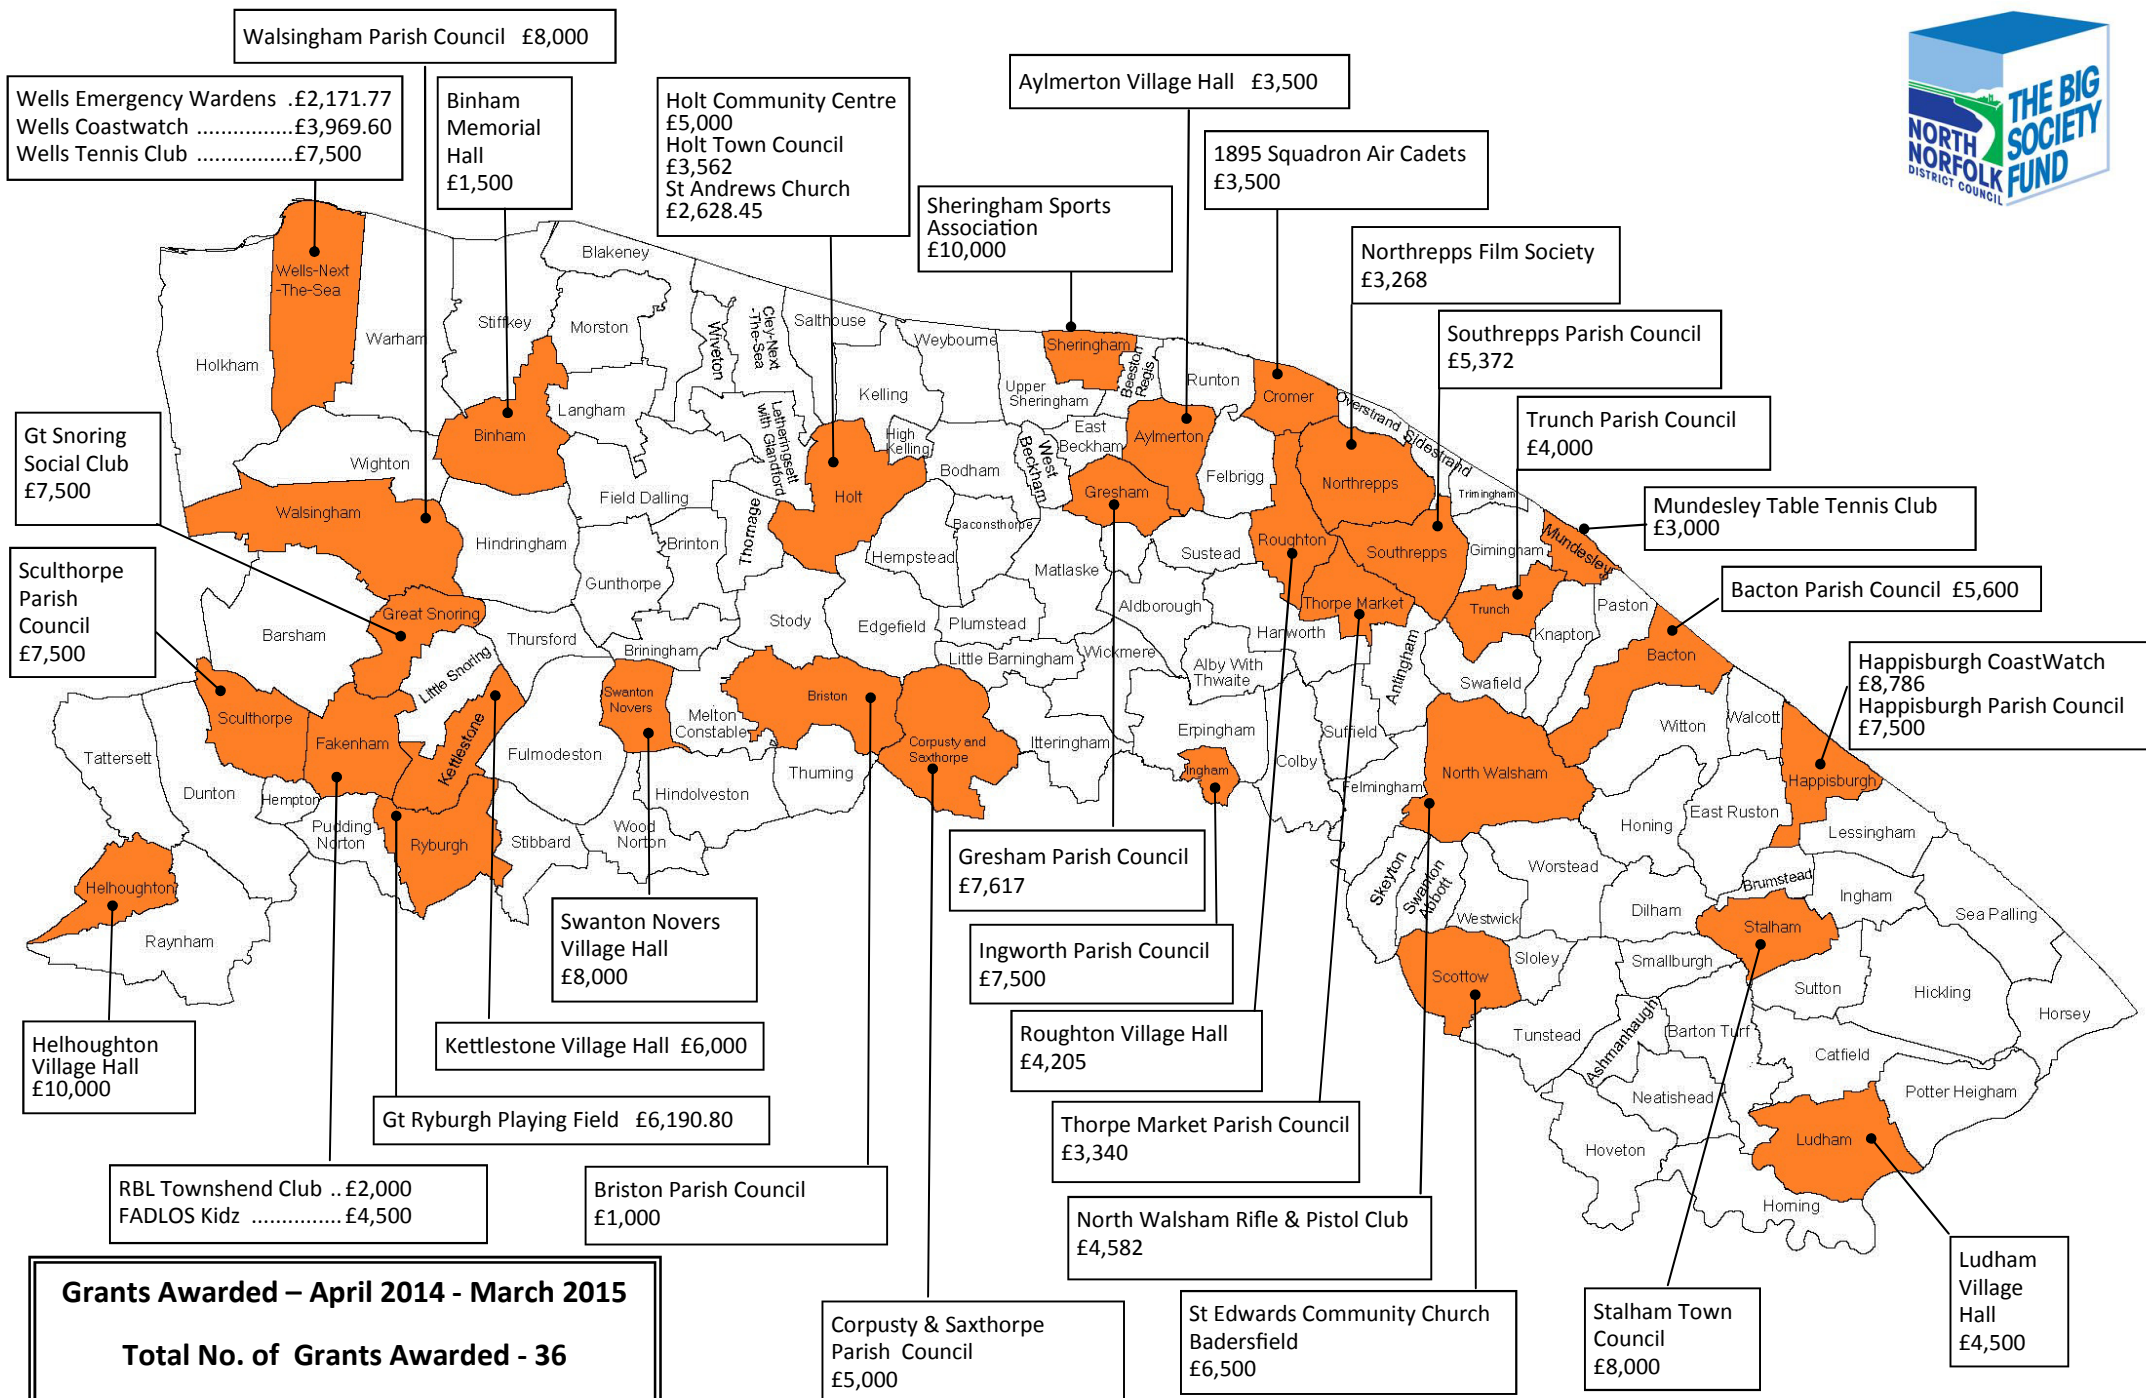 Walsingham Parish Council £8,000
Wells Emergency Wardens .£2,171.77
Wells Coastwatch ................£3,969.60
Wells Tennis Club ................£7,500
Binham
Memorial
Hall
£1,500
Holt Community Centre
£5,000
Holt Town Council
£3,562
St Andrews Church
£2,628.45
Aylmerton Village Hall £3,500
1895 Squadron Air Cadets
£3,500
Sheringham Sports
Association
£10,000
Northrepps Film Society
£3,268
Southrepps Parish Council
£5,372
Trunch Parish Council
£4,000
Mundesley Table Tennis Club
£3,000
Bacton Parish Council £5,600
Happisburgh CoastWatch
£8,786
Happisburgh Parish Council
£7,500
NORTH
NORFOLK
DISTRICT COUNCIL
THE BIG
SOCIETY
FUND
Gt Snoring
Social Club
£7,500
Sculthorpe
Parish
Council
£7,500
Holkham
Wells-Next
-The-Sea
Warham
Stiffkey
Blakeney
Morston
Wiveton
Cley-Next
-The-Sea
Salthouse
Kelling
Weybourne
Upper
Sheringham
Sheringham
Beeston
Regis
Runton
Cromer
Overstrand
Sidestrand
Wighton
Binham
Langham
Letheringsett
with Glandford
Holt
High
Kelling
Bodham
West
Beckham
East
Beckham
Aylmerton
Gresham
Felbrigg
Northrepps
Trimingham
Walsingham
Hindringham
Field Dalling
Gunthorpe
Brinton
Thornage
Hempstead
Baconsthorpe
Matlaske
Sustead
Roughton
Southrepps
Gimingham
Mundesley
Barsham
Great Snoring
Little Snoring
Thursford
Briningham
Stody
Edgefield
Plumstead
Little Barningham
Wickmere
Aldborough
Hanworth
Alby With
Thwaite
Thorpe Market
Antingham
Trunch
Swafield
Knapton
Paston
Bacton
Tattersett
Dunton
Sculthorpe
Fakenham
Hempton
Pudding
Norton
Kettlestone
Ryburgh
Fulmodeston
Stibbard
Swanton
Novers
Melton
Constable
Hindolveston
Wood
Norton
Briston
Thurning
Corpusty and
Saxthorpe
Itteringham
Erpingham
Ingham
Colby
Suffield
Felmingham
North Walsham
Witton
Walcott
Happisburgh
Honing
East Ruston
Lessingham
Helhoughton
Raynham
Skeyton
Swanton
Abbott
Westwick
Worstead
Dilham
Brumstead
Stalham
Ingham
Sea Palling
Scottow
Sloley
Smallburgh
Sutton
Hickling
Horsey
Tunstead
Ashmanhaugh
Barton Turf
Catfield
Neatishead
Potter Heigham
Hoveton
Ludham
Horning
Helhoughton
Village Hall
£10,000
Swanton Novers
Village Hall
£8,000
Gresham Parish Council
£7,617
Ingworth Parish Council
£7,500
Roughton Village Hall
£4,205
Thorpe Market Parish Council
£3,340
Kettlestone Village Hall £6,000
Gt Ryburgh Playing Field £6,190.80
RBL Townshend Club .. £2,000
FADLOS Kidz ............... £4,500
Briston Parish Council
£1,000
North Walsham Rifle & Pistol Club
£4,582
Corpusty & Saxthorpe
Parish Council
£5,000
St Edwards Community Church
Badersfield
£6,500
Stalham Town
Council
£8,000
Ludham
Village
Hall
£4,500
Grants Awarded – April 2014 - March 2015
Total No. of Grants Awarded - 36